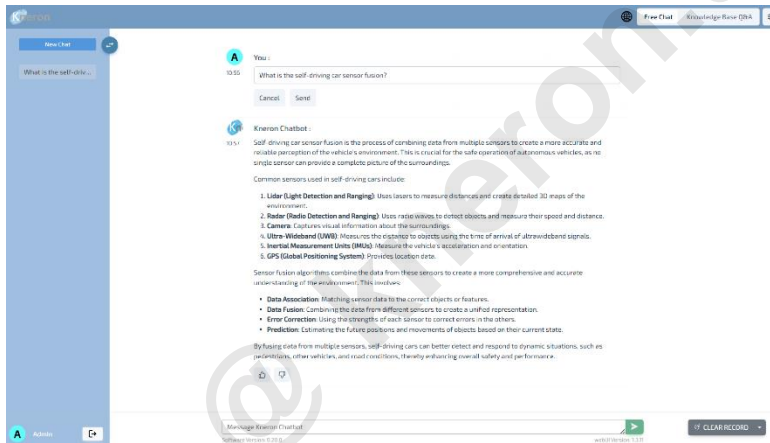 Kneron
Free Chat Knowledge Base Q&A
New Chat
What is the self-driv...
A You :
10:55
What is the self-driving car sensor fusion?
Cancel Send
Kneron Chatbot :
10:57
Self-driving car sensor fusion is the process of combining data from multiple sensors to create a more accurate and
reliable perception of the vehicle's environment. This is crucial for the safe operation of autonomous vehicles, as no
single sensor can provide a complete picture of the surroundings.
Common sensors used in self-driving cars include:
1. Lidar (Light Detection and Ranging): Uses lasers to measure distances and create detailed 3D maps of the
environment.
2. Radar (Radio Detection and Ranging): Uses radio waves to detect objects and measure their speed and distance.
3. Camera: Captures visual information about the surroundings.
4. Ultra-Wideband (UWB): Measures the distance to objects using the time of arrival of ultrawideband signals.
5. Inertial Measurement Units (IMUs): Measure the vehicle's acceleration and orientation.
6. GPS (Global Positioning System): Provides location data.
Sensor fusion algorithms combine the data from these sensors to create a more comprehensive and accurate
understanding of the environment. This involves:
• Data Association: Matching sensor data to the correct objects or features.
• Data Fusion: Combining the data from different sensors to create a unified representation.
• Error Correction: Using the strengths of each sensor to correct errors in the others.
• Prediction: Estimating the future positions and movements of objects based on their current state.
By fusing data from multiple sensors, self-driving cars can better detect and respond to dynamic situations, such as
pedestrians, other vehicles, and road conditions, thereby enhancing overall safety and performance.
Message Kneron Chatbot
CLEAR RECORD
A Admin
Software Version
webUI Version
@ kneron